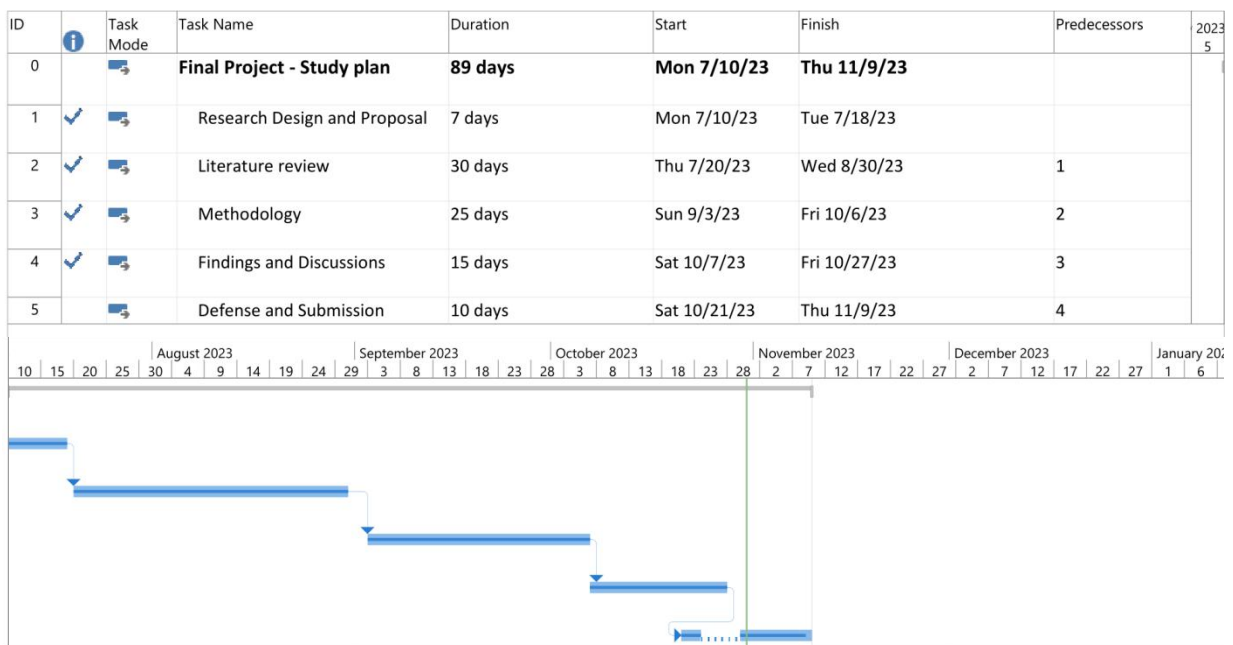 ID Task Mode Task Name Duration Start Finish Predecessors 2023 5
0 Final Project - Study plan 89 days Mon 7/10/23 Thu 11/9/23
1 Research Design and Proposal 7 days Mon 7/10/23 Tue 7/18/23
2 Literature review 30 days Thu 7/20/23 Wed 8/30/23 1
3 Methodology 25 days Sun 9/3/23 Fri 10/6/23 2
4 Findings and Discussions 15 days Sat 10/7/23 Fri 10/27/23 3
5 Defense and Submission 10 days Sat 10/21/23 Thu 11/9/23 4
August 2023 September 2023 October 2023 November 2023 December 2023 January 202
10 15 20 25 30 4 9 14 19 24 29 3 8 13 18 23 28 3 8 13 18 23 28 2 7 12 17 22 27 2 7 12 17 22 27 1 6